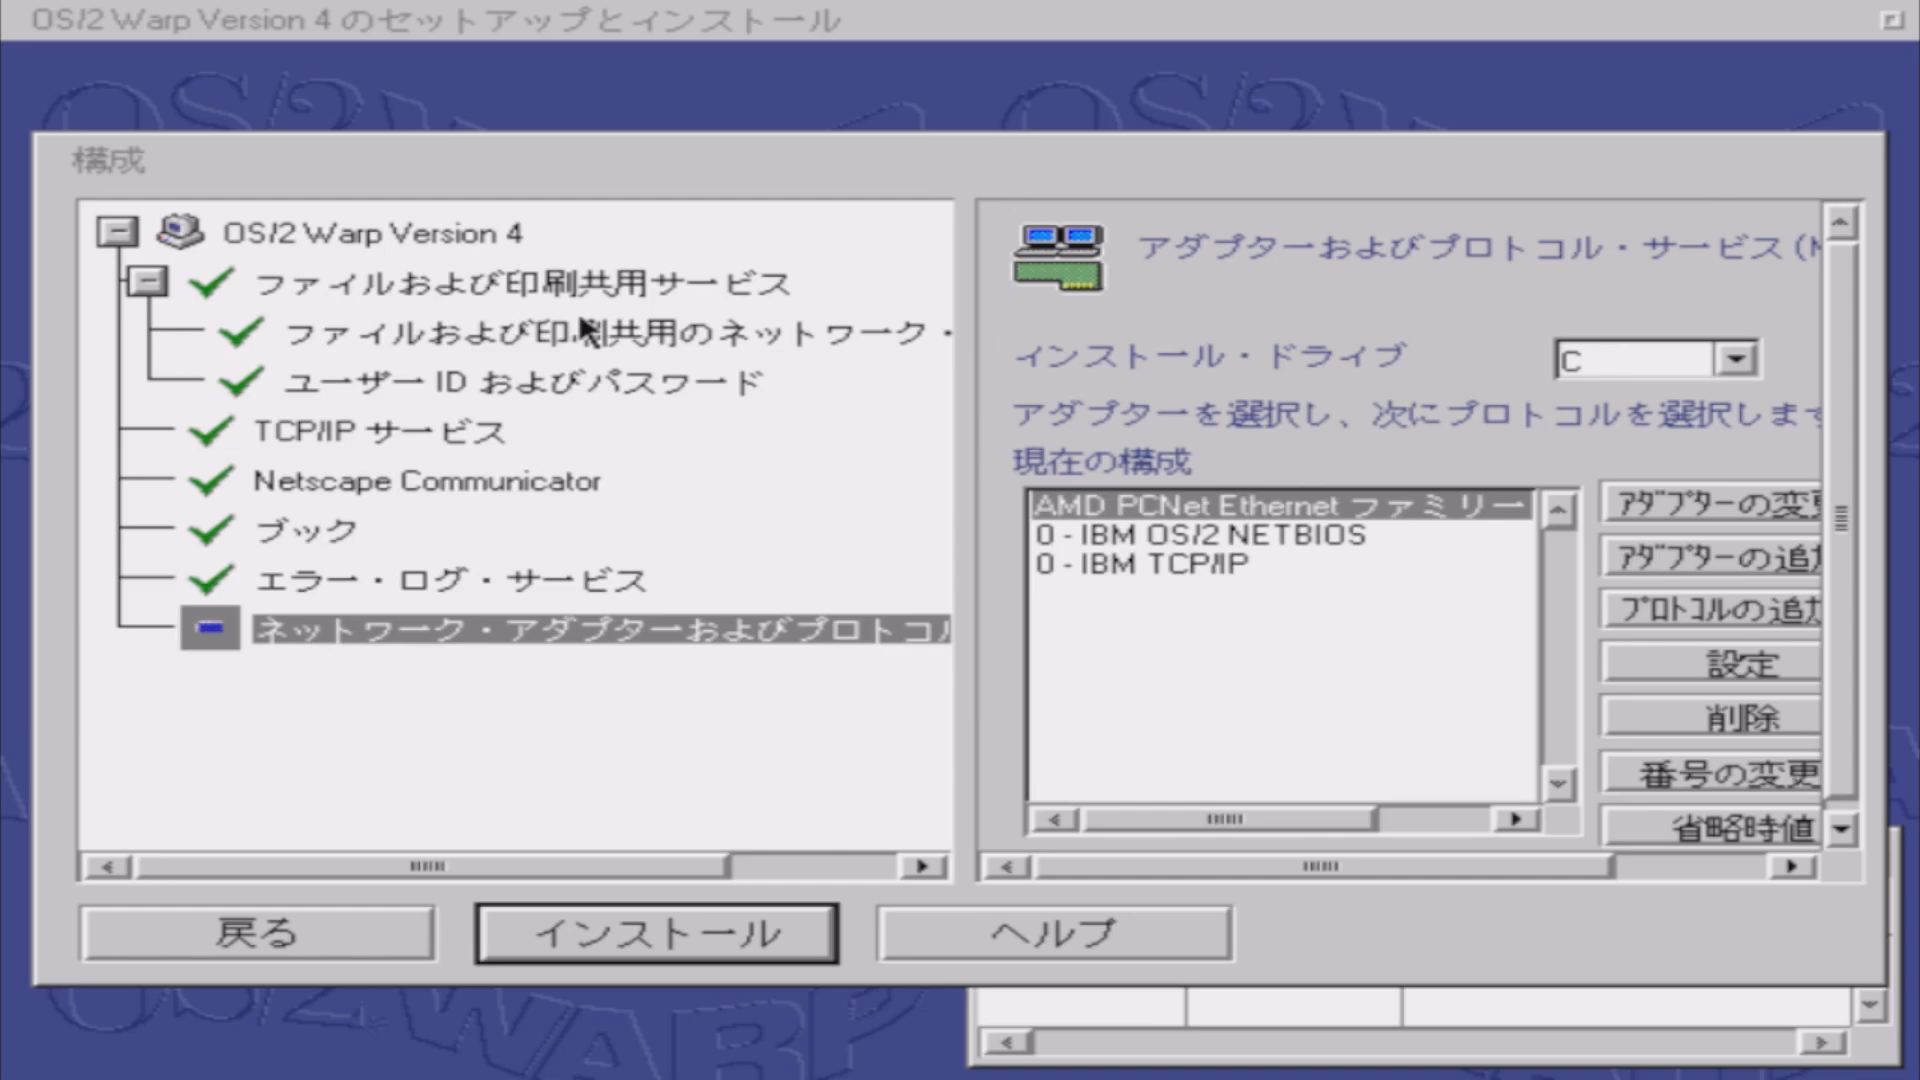 OS/2 Warp Version 4 のセットアップとインストール
構成
OS/2 Warp Version 4
ファイルおよび印刷共用サービス
ファイルおよび印刷共用のネットワーク・
ユーザー ID およびパスワード
TCP/IP サービス
Netscape Communicator
ブック
エラー・ログ・サービス
ネットワーク・アダプターおよびプロトコル
アダプターおよびプロトコル・サービス (M
インストール・ドライブ
C
アダプターを選択し、次にプロトコルを選択します
現在の構成
AMD PCNet Ethernet ファミリー
0 - IBM OS/2 NETBIOS
0 - IBM TCP/IP
ｱﾀﾞﾌﾟﾀｰの変更
ｱﾀﾞﾌﾟﾀｰの追加
ﾌﾟﾛﾄｺﾙの追加
設定
削除
番号の変更
省略時値
戻る
インストール
ヘルプ
OS/2 WARP